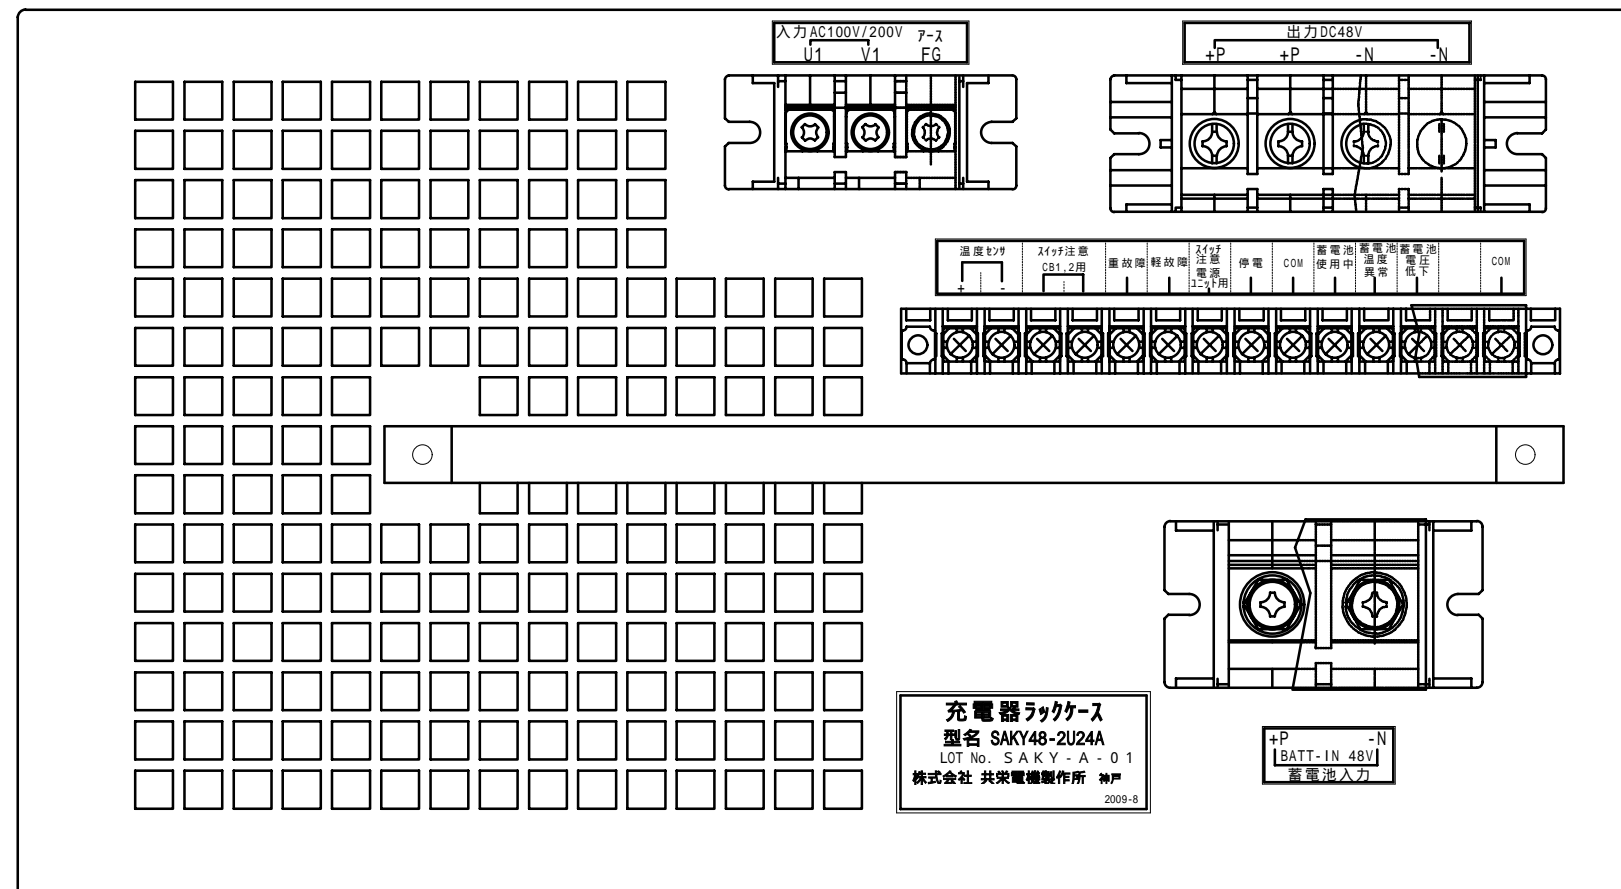 入力AC100V/200V アース
U1 V1 FG
出力DC48V
+P +P -N -N
温度センサ
+ -
スイッチ注意
CB1,2用
重故障
軽故障
スイッチ
注意
電源
ユニット用
停電
COM
蓄電池
使用中
蓄電池
温度
異常
蓄電池
電圧
低下
COM
充電器ラックケース
型名 SAKY48-2U24A
LOT No. SAKY-A-01
株式会社 共栄電機製作所 神戸
2009-8
+P -N
BATT-IN 48V
蓄電池入力